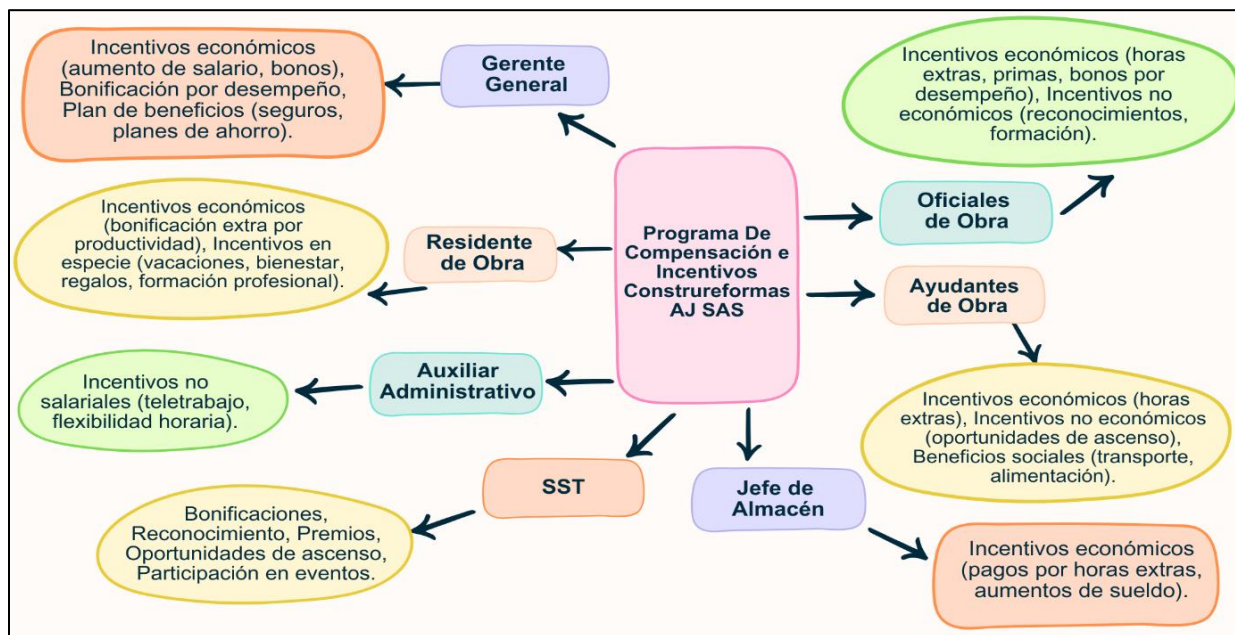 Incentivos económicos
(aumento de salario, bonos),
Bonificación por desempeño,
Plan de beneficios (seguros,
planes de ahorro).
Gerente
General
Incentivos económicos (horas
extras, primas, bonos por
desempeño), Incentivos no
económicos (reconocimientos,
formación).
Incentivos económicos
(bonificación extra por
productividad), Incentivos en
especie (vacaciones, bienestar,
regalos, formación profesional).
Residente
de Obra
Programa De
Compensación e
Incentivos
Construreformas
AJ SAS
Oficiales
de Obra
Ayudantes
de Obra
Incentivos no
salariales (teletrabajo,
flexibilidad horaria).
Auxiliar
Administrativo
Incentivos económicos (horas
extras), Incentivos no económicos
(oportunidades de ascenso),
Beneficios sociales (transporte,
alimentación).
SST
Jefe de
Almacén
Bonificaciones,
Reconocimiento, Premios,
Oportunidades de ascenso,
Participación en eventos.
Incentivos económicos
(pagos por horas extras,
aumentos de sueldo).